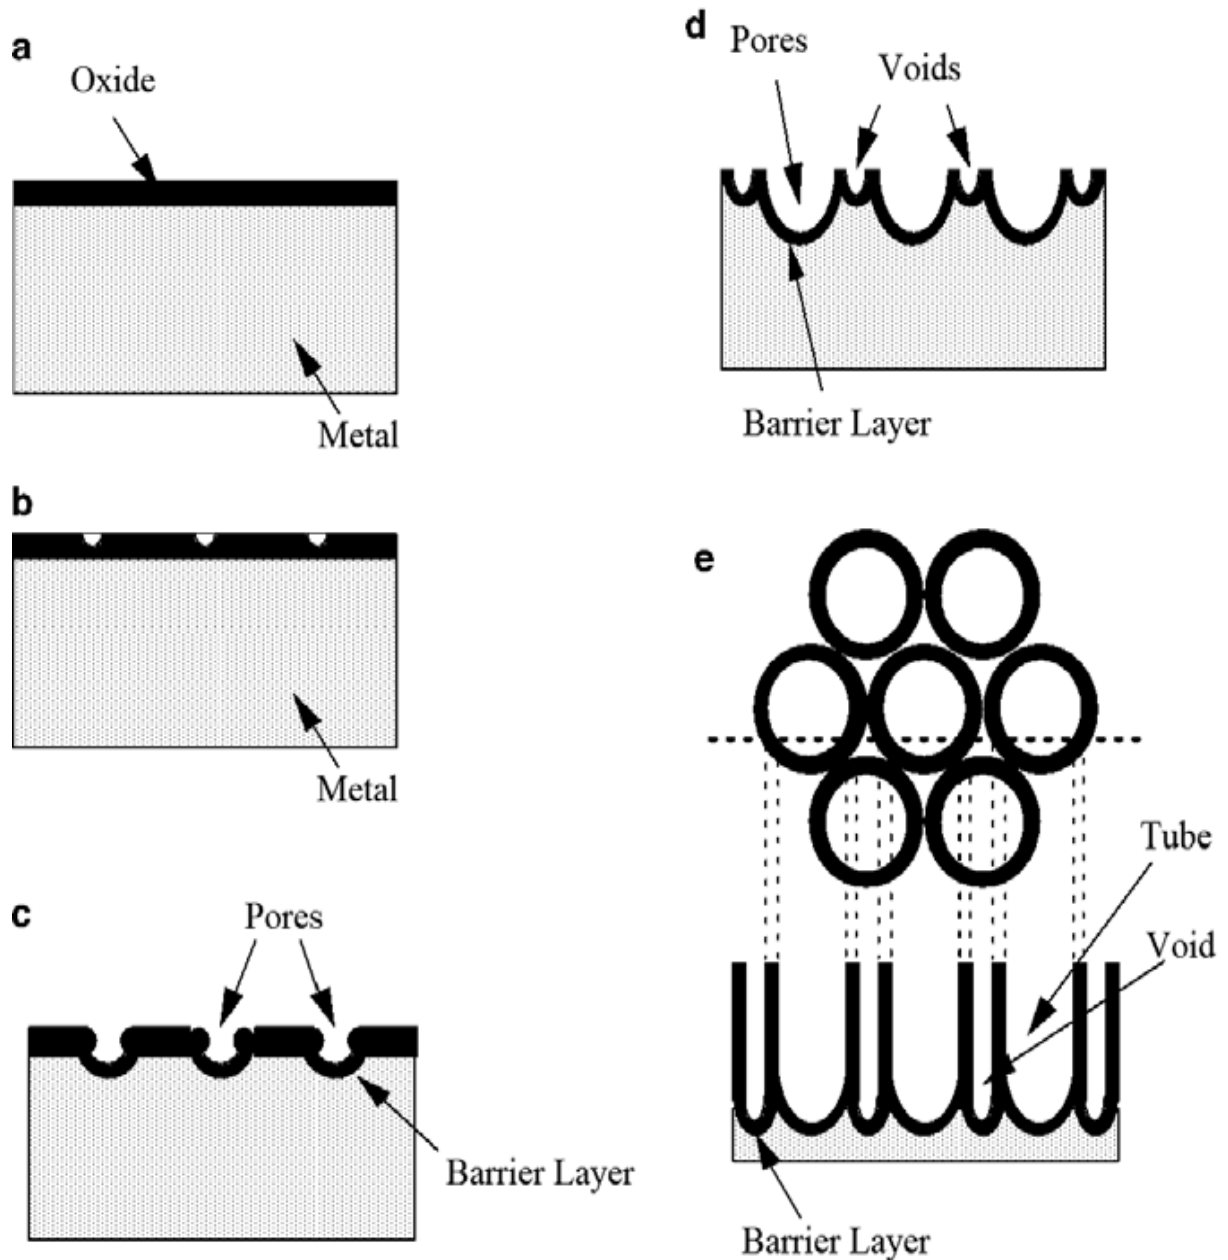 a
Oxide
Metal
b
Metal
c
Pores
Barrier Layer
d
Pores
Voids
Barrier Layer
e
Tube
Void
Barrier Layer